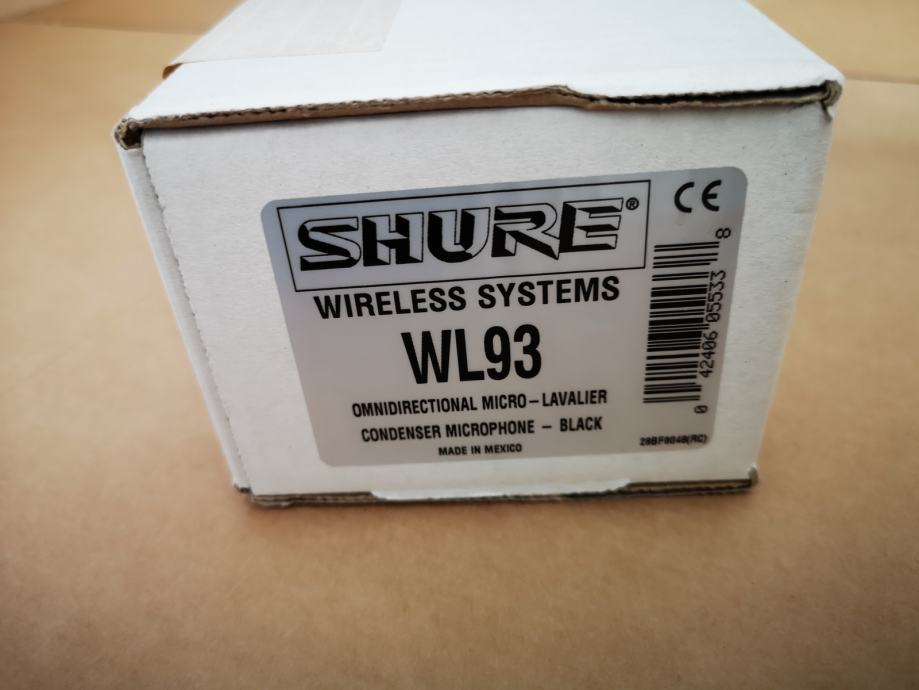 SHURE®
CE
WIRELESS SYSTEMS
WL93
OMNIDIRECTIONAL MICRO-LAVALIER
CONDENSER MICROPHONE - BLACK
MADE IN MEXICO
0 42406 05533 8
28BF8048(RC)